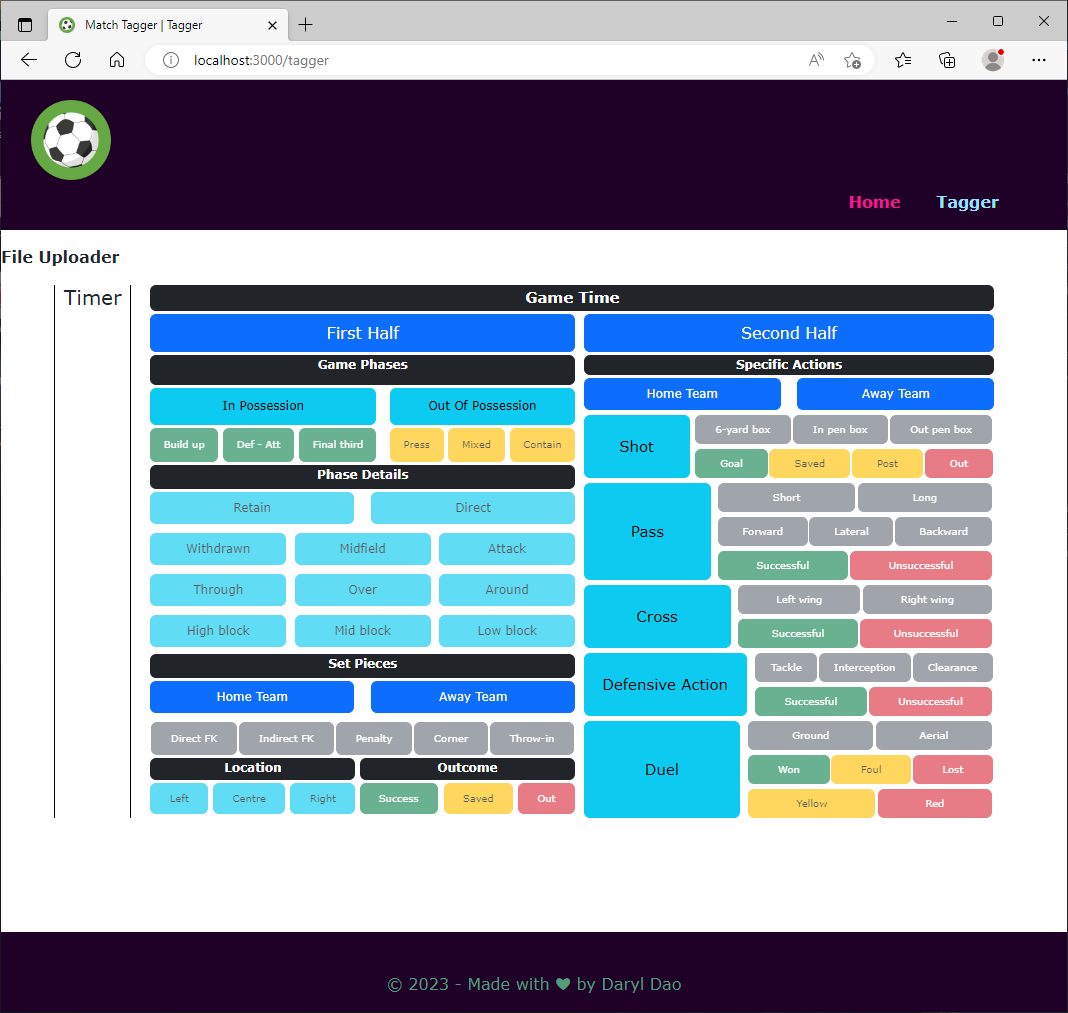 Match Tagger | Tagger
localhost:3000/tagger
Home Tagger
File Uploader
Timer
Game Time
First Half Second Half
Game Phases
In Possession Out Of Possession
Build up Def - Att Final third Press Mixed Contain
Phase Details
Retain Direct
Withdrawn Midfield Attack
Through Over Around
High block Mid block Low block
Set Pieces
Home Team Away Team
Direct FK Indirect FK Penalty Corner Throw-in
Location Outcome
Left Centre Right Success Saved Out
Specific Actions
Home Team Away Team
Shot
6-yard box In pen box Out pen box
Goal Saved Post Out
Pass
Short Long
Forward Lateral Backward
Successful Unsuccessful
Cross
Left wing Right wing
Successful Unsuccessful
Defensive Action
Tackle Interception Clearance
Successful Unsuccessful
Duel
Ground Aerial
Won Foul Lost
Yellow Red
© 2023 - Made with ❤ by Daryl Dao